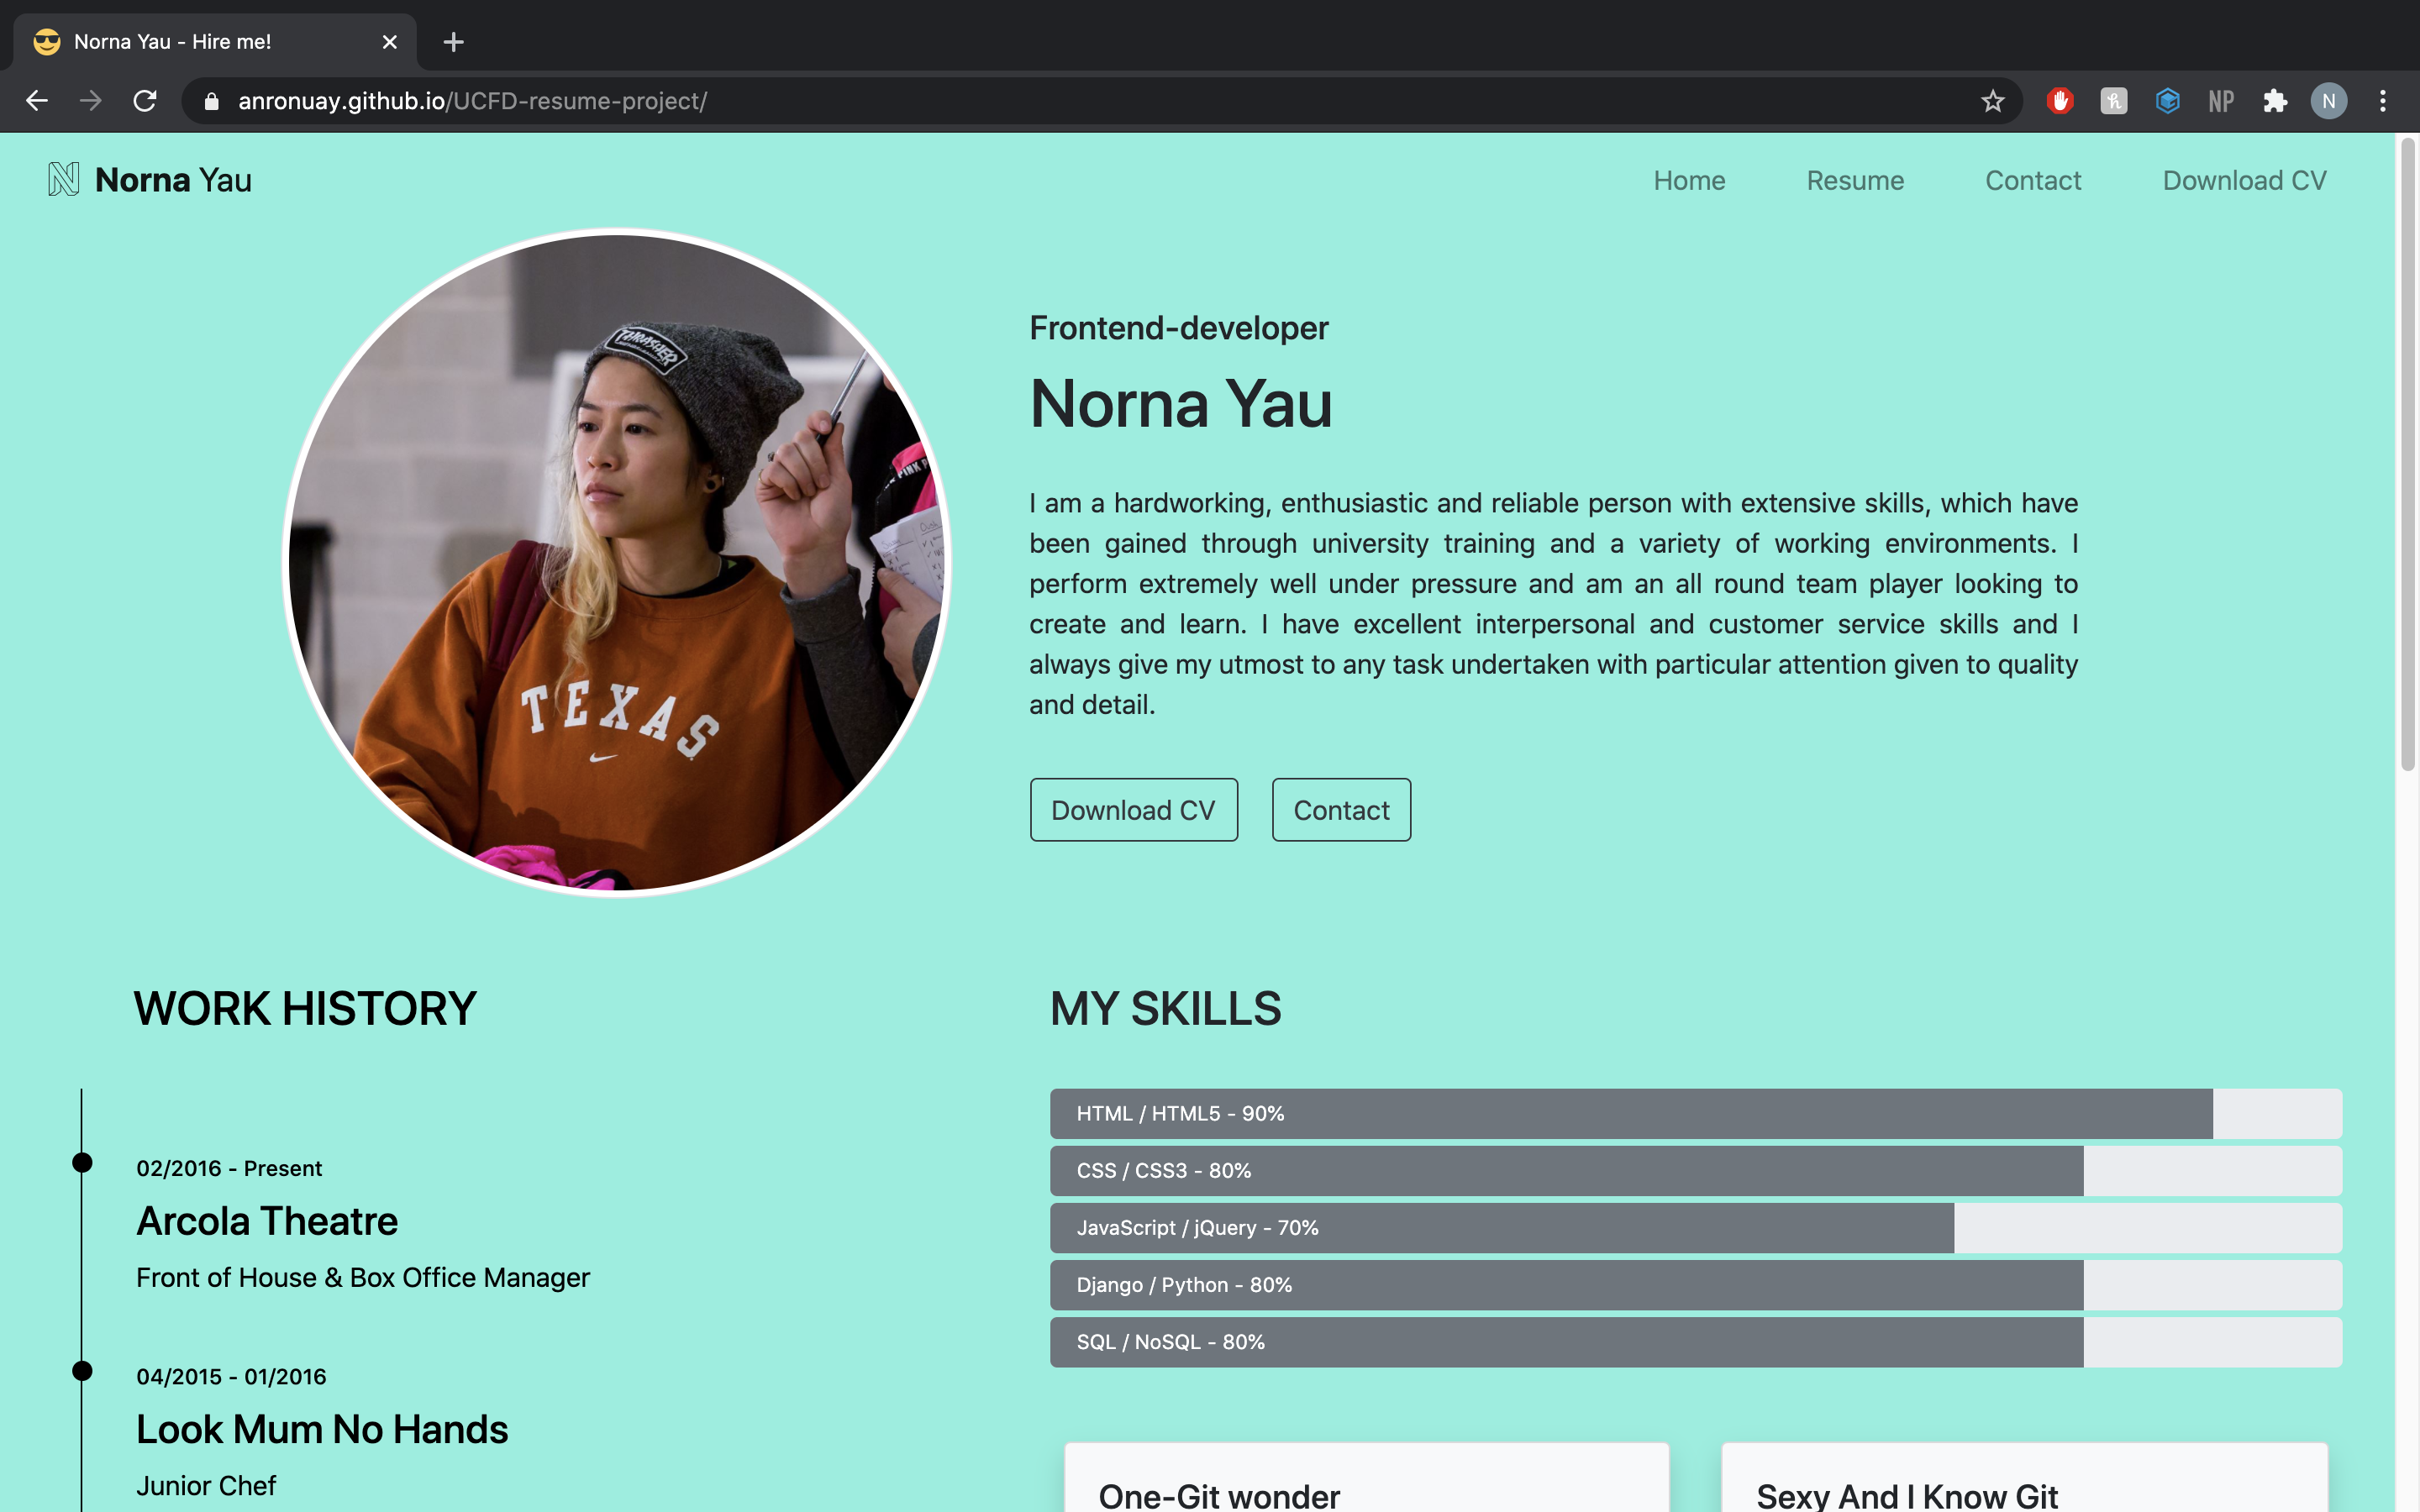 Norna Yau - Hire me!
anronuay.github.io/UCFD-resume-project/
NP
N
N Norna Yau
Home Resume Contact Download CV
THRASHER
PINK
TEXAS
Frontend-developer
Norna Yau
I am a hardworking, enthusiastic and reliable person with extensive skills, which have
been gained through university training and a variety of working environments. I
perform extremely well under pressure and am an all round team player looking to
create and learn. I have excellent interpersonal and customer service skills and I
always give my utmost to any task undertaken with particular attention given to quality
and detail.
Download CV Contact
WORK HISTORY
02/2016 - Present
Arcola Theatre
Front of House & Box Office Manager
04/2015 - 01/2016
Look Mum No Hands
Junior Chef
MY SKILLS
HTML / HTML5 - 90%
CSS / CSS3 - 80%
JavaScript / jQuery - 70%
Django / Python - 80%
SQL / NoSQL - 80%
One-Git wonder
Sexy And I Know Git